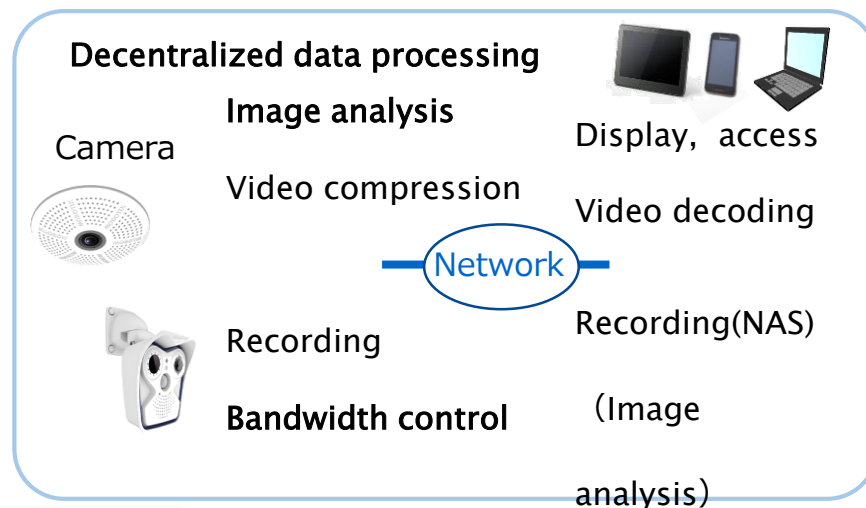 Decentralized data processing
Image analysis
Camera
Video compression
Display, access
Video decoding
Network
Recording
Bandwidth control
Recording(NAS)
（Image
analysis）